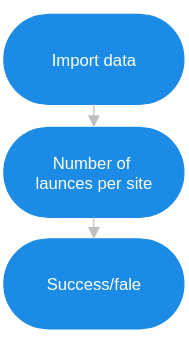 Import data
Number of
launces per site
Success/fale